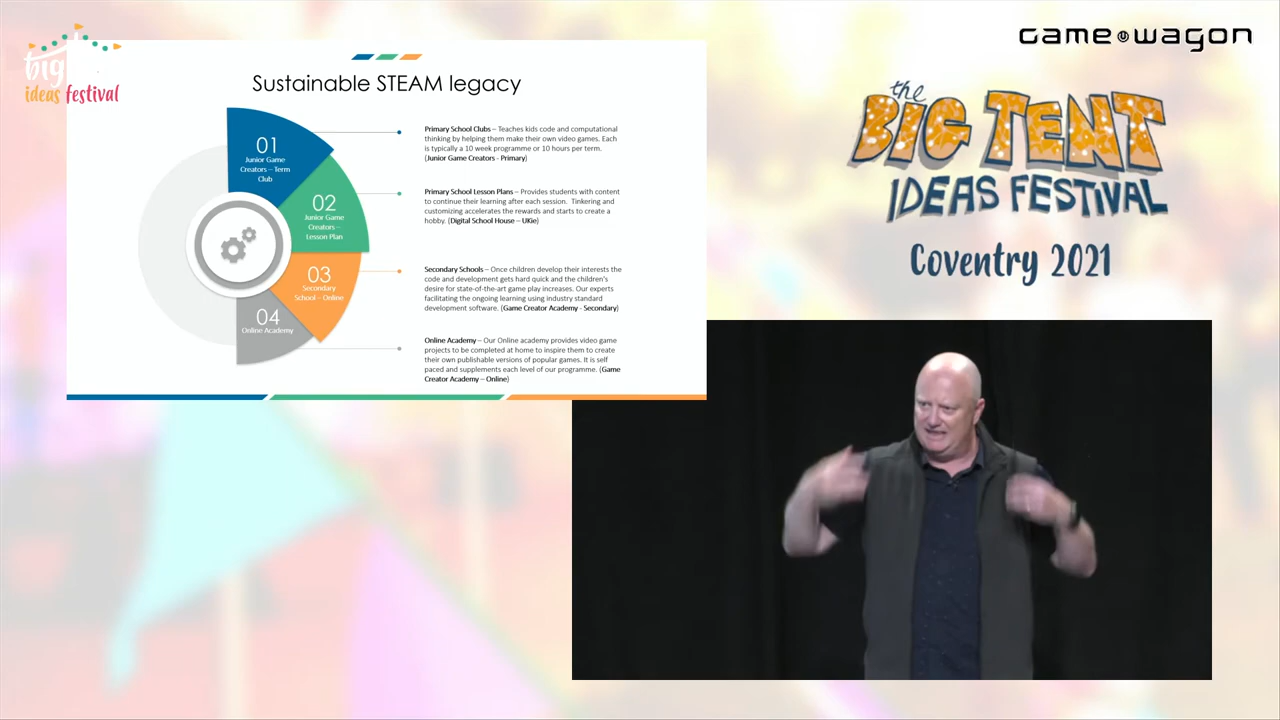 big
ideas festival
GAME WAGON
the
BIG TENT
IDEAS FESTIVAL
Coventry 2021
Sustainable STEAM legacy
01
Junior Game
Creators – Term
Club
02
Junior Game
Creators –
Lesson Plan
03
Secondary
School – Online
04
Online Academy
Primary School Clubs – Teaches kids code and computational
thinking by helping them make their own video games. Each
is typically a 10 week programme or 10 hours per term.
(Junior Game Creators - Primary)
Primary School Lesson Plans – Provides students with content
to continue their learning after each session. Tinkering and
customizing accelerates the rewards and starts to create a
hobby. (Digital School House – UKie)
Secondary Schools – Once children develop their interests the
code and development gets hard quick and the children's
desire for state-of-the-art game play increases. Our experts
facilitating the ongoing learning using industry standard
development software. (Game Creator Academy - Secondary)
Online Academy – Our Online academy provides video game
projects to be completed at home to inspire them to create
their own publishable versions of popular games. It is self
paced and supplements each level of our programme. (Game
Creator Academy – Online)